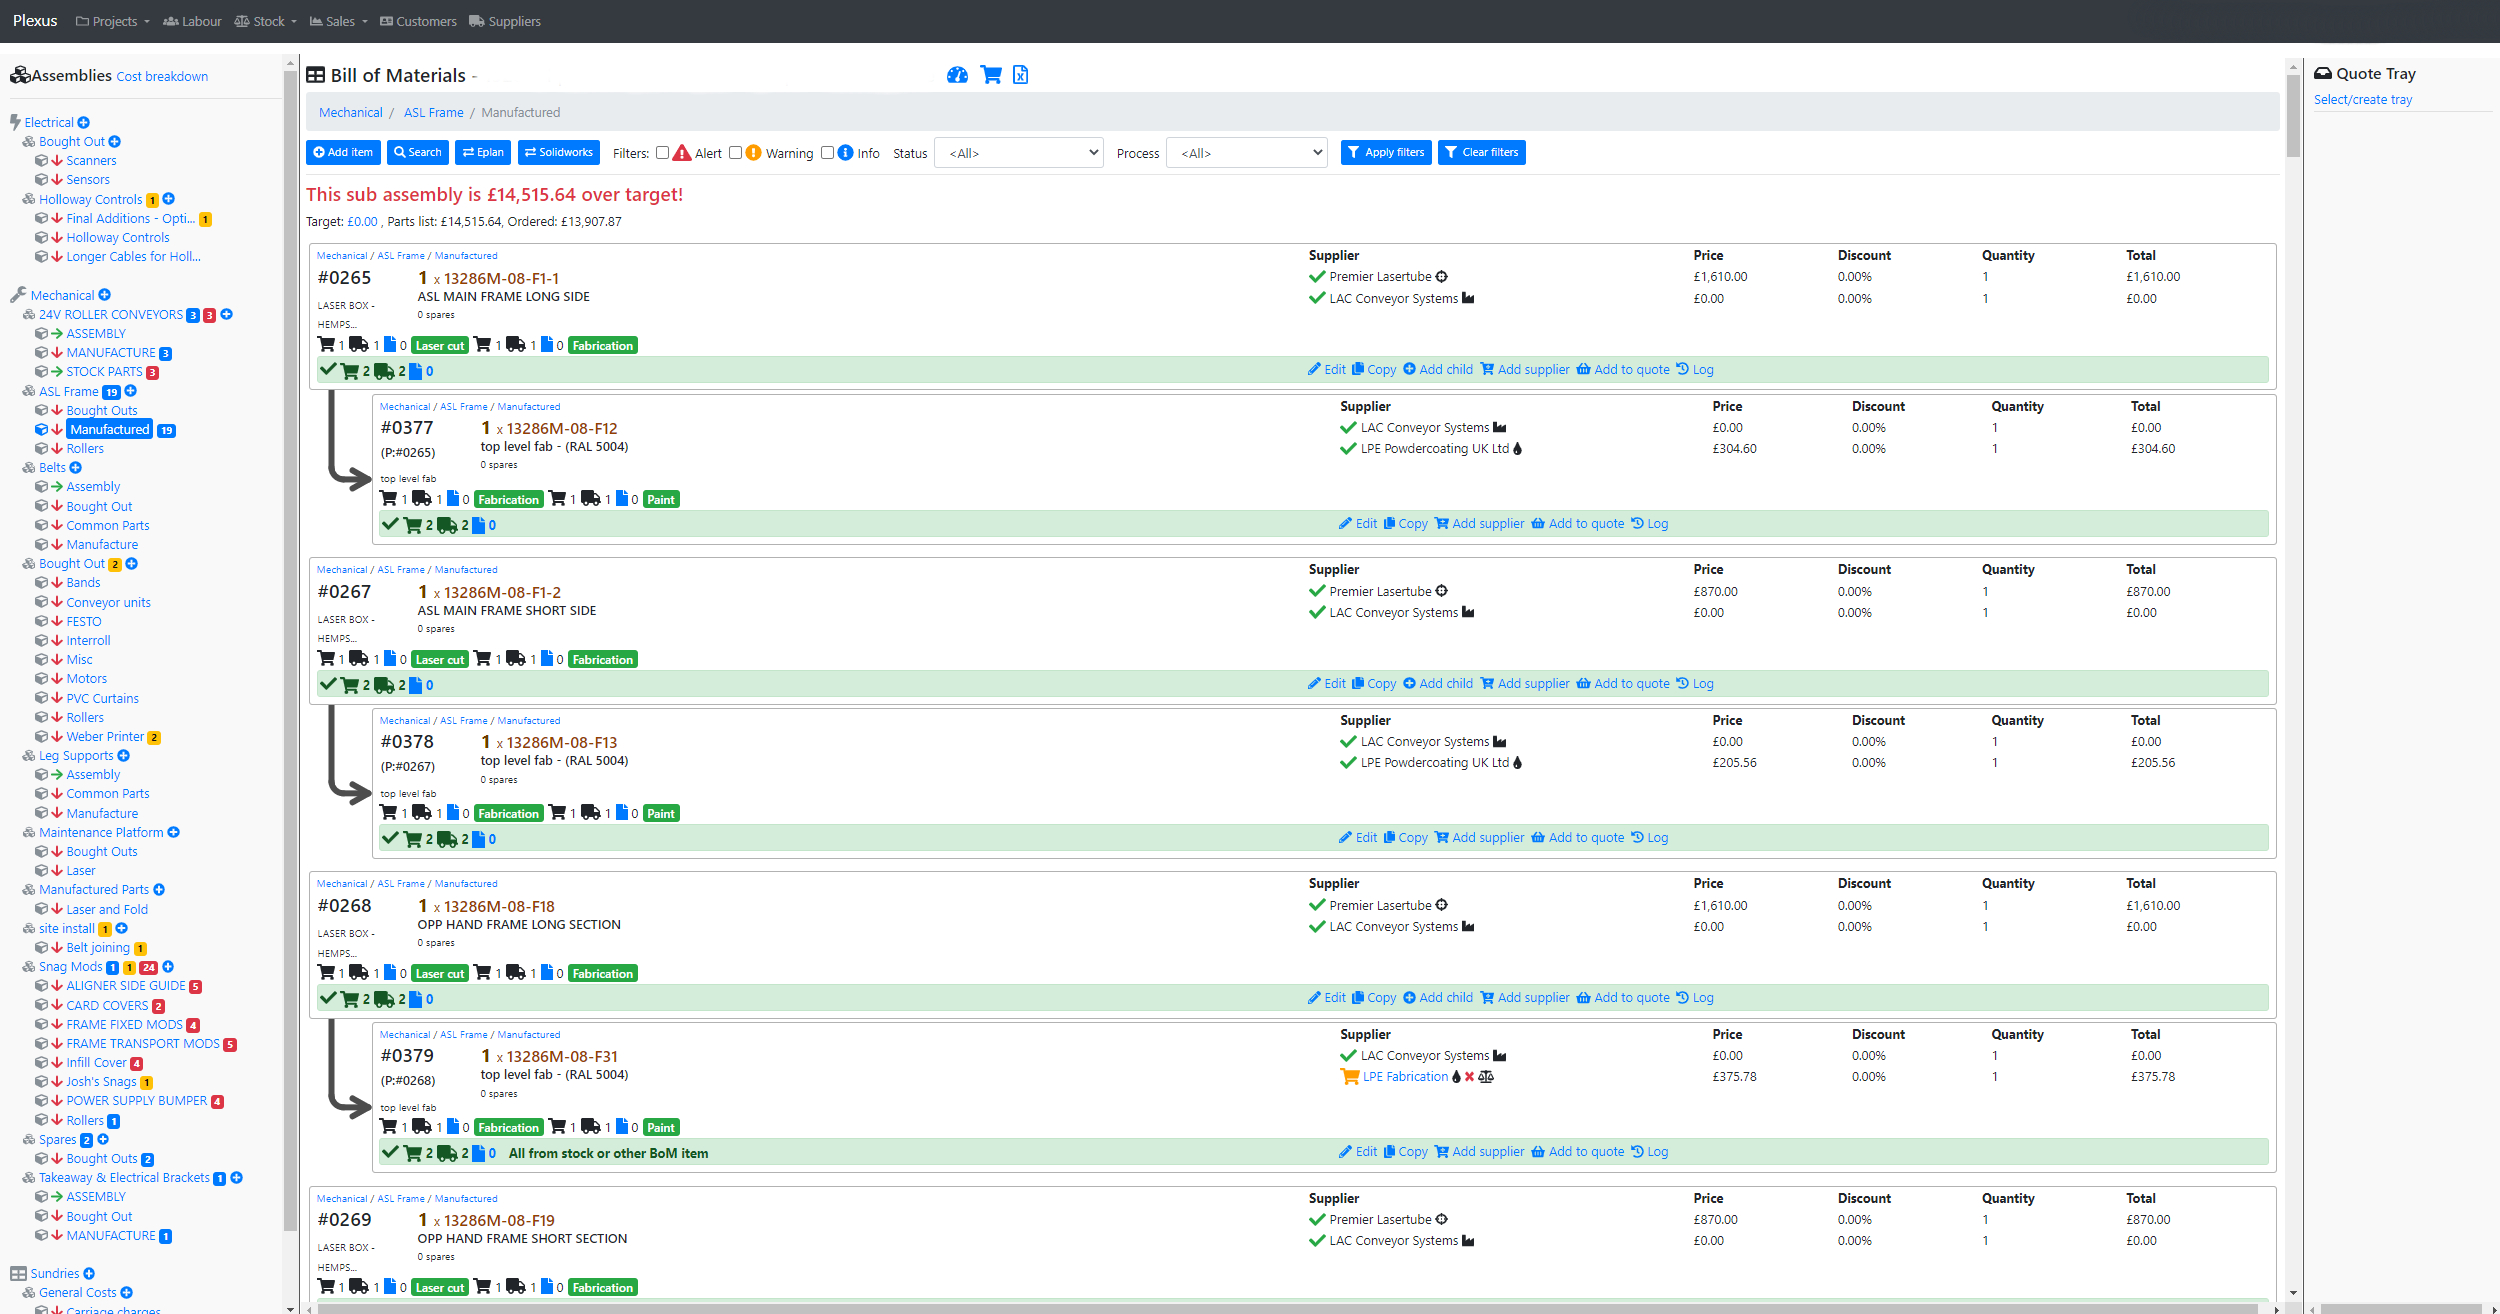 Plexus Projects Labour Stock Sales Customers Suppliers
Assemblies Cost breakdown
Electrical
Bought Out
Scanners
Sensors
Holloway Controls 1
Final Additions - Opti... 1
Holloway Controls
Longer Cables for Holl...
Mechanical
24V ROLLER CONVEYORS 3 3
ASSEMBLY
MANUFACTURE 3
STOCK PARTS 3
ASL Frame 19
Bought Outs
Manufactured 19
Rollers
Belts
Assembly
Bought Out
Common Parts
Manufacture
Bought Out 2
Bands
Conveyor units
FESTO
Interroll
Misc
Motors
PVC Curtains
Rollers
Weber Printer 2
Leg Supports
Assembly
Common Parts
Manufacture
Maintenance Platform
Bought Outs
Laser
Manufactured Parts
Laser and Fold
site install 1
Belt joining 1
Snag Mods 1 1 24
ALIGNER SIDE GUIDE 5
CARD COVERS 2
FRAME FIXED MODS 4
FRAME TRANSPORT MODS 5
Infill Cover 4
Josh's Snags 1
POWER SUPPLY BUMPER 4
Rollers 1
Spares 2
Bought Outs 2
Takeaway & Electrical Brackets 1
ASSEMBLY
Bought Out
MANUFACTURE 1
Sundries
General Costs
Carriage charges
Bill of Materials -
Mechanical / ASL Frame / Manufactured
Add item Search Eplan Solidworks Filters: Alert Warning Info Status <All> Process <All> Apply filters Clear filters
This sub assembly is £14,515.64 over target!
Target: £0.00 , Parts list: £14,515.64, Ordered: £13,907.87
Mechanical / ASL Frame / Manufactured Supplier Price Discount Quantity Total
#0265 1 x 13286M-08-F1-1 Premier Lasertube £1,610.00 0.00% 1 £1,610.00
ASL MAIN FRAME LONG SIDE LAC Conveyor Systems £0.00 0.00% 1 £0.00
LASER BOX - 0 spares
HEMPS...
1 1 0 Laser cut 1 1 0 Fabrication
2 2 0 Edit Copy Add child Add supplier Add to quote Log
Mechanical / ASL Frame / Manufactured Supplier Price Discount Quantity Total
#0377 1 x 13286M-08-F12 LAC Conveyor Systems £0.00 0.00% 1 £0.00
(P:#0265) top level fab - (RAL 5004) LPE Powdercoating UK Ltd £304.60 0.00% 1 £304.60
0 spares
top level fab
1 1 0 Fabrication 1 1 0 Paint
2 2 0 Edit Copy Add supplier Add to quote Log
Mechanical / ASL Frame / Manufactured Supplier Price Discount Quantity Total
#0267 1 x 13286M-08-F1-2 Premier Lasertube £870.00 0.00% 1 £870.00
ASL MAIN FRAME SHORT SIDE LAC Conveyor Systems £0.00 0.00% 1 £0.00
LASER BOX - 0 spares
HEMPS...
1 1 0 Laser cut 1 1 0 Fabrication
2 2 0 Edit Copy Add child Add supplier Add to quote Log
Mechanical / ASL Frame / Manufactured Supplier Price Discount Quantity Total
#0378 1 x 13286M-08-F13 LAC Conveyor Systems £0.00 0.00% 1 £0.00
(P:#0267) top level fab - (RAL 5004) LPE Powdercoating UK Ltd £205.56 0.00% 1 £205.56
0 spares
top level fab
1 1 0 Fabrication 1 1 0 Paint
2 2 0 Edit Copy Add supplier Add to quote Log
Mechanical / ASL Frame / Manufactured Supplier Price Discount Quantity Total
#0268 1 x 13286M-08-F18 Premier Lasertube £1,610.00 0.00% 1 £1,610.00
OPP HAND FRAME LONG SECTION LAC Conveyor Systems £0.00 0.00% 1 £0.00
LASER BOX - 0 spares
HEMPS...
1 1 0 Laser cut 1 1 0 Fabrication
2 2 0 Edit Copy Add child Add supplier Add to quote Log
Mechanical / ASL Frame / Manufactured Supplier Price Discount Quantity Total
#0379 1 x 13286M-08-F31 LAC Conveyor Systems £0.00 0.00% 1 £0.00
(P:#0268) top level fab - (RAL 5004) LPE Fabrication £375.78 0.00% 1 £375.78
0 spares
top level fab
1 1 0 Fabrication 1 1 0 Paint
2 2 0 All from stock or other BoM item Edit Copy Add supplier Add to quote Log
Mechanical / ASL Frame / Manufactured Supplier Price Discount Quantity Total
#0269 1 x 13286M-08-F19 Premier Lasertube £870.00 0.00% 1 £870.00
OPP HAND FRAME SHORT SECTION LAC Conveyor Systems £0.00 0.00% 1 £0.00
LASER BOX - 0 spares
HEMPS...
1 1 0 Laser cut 1 1 0 Fabrication
Quote Tray
Select/create tray